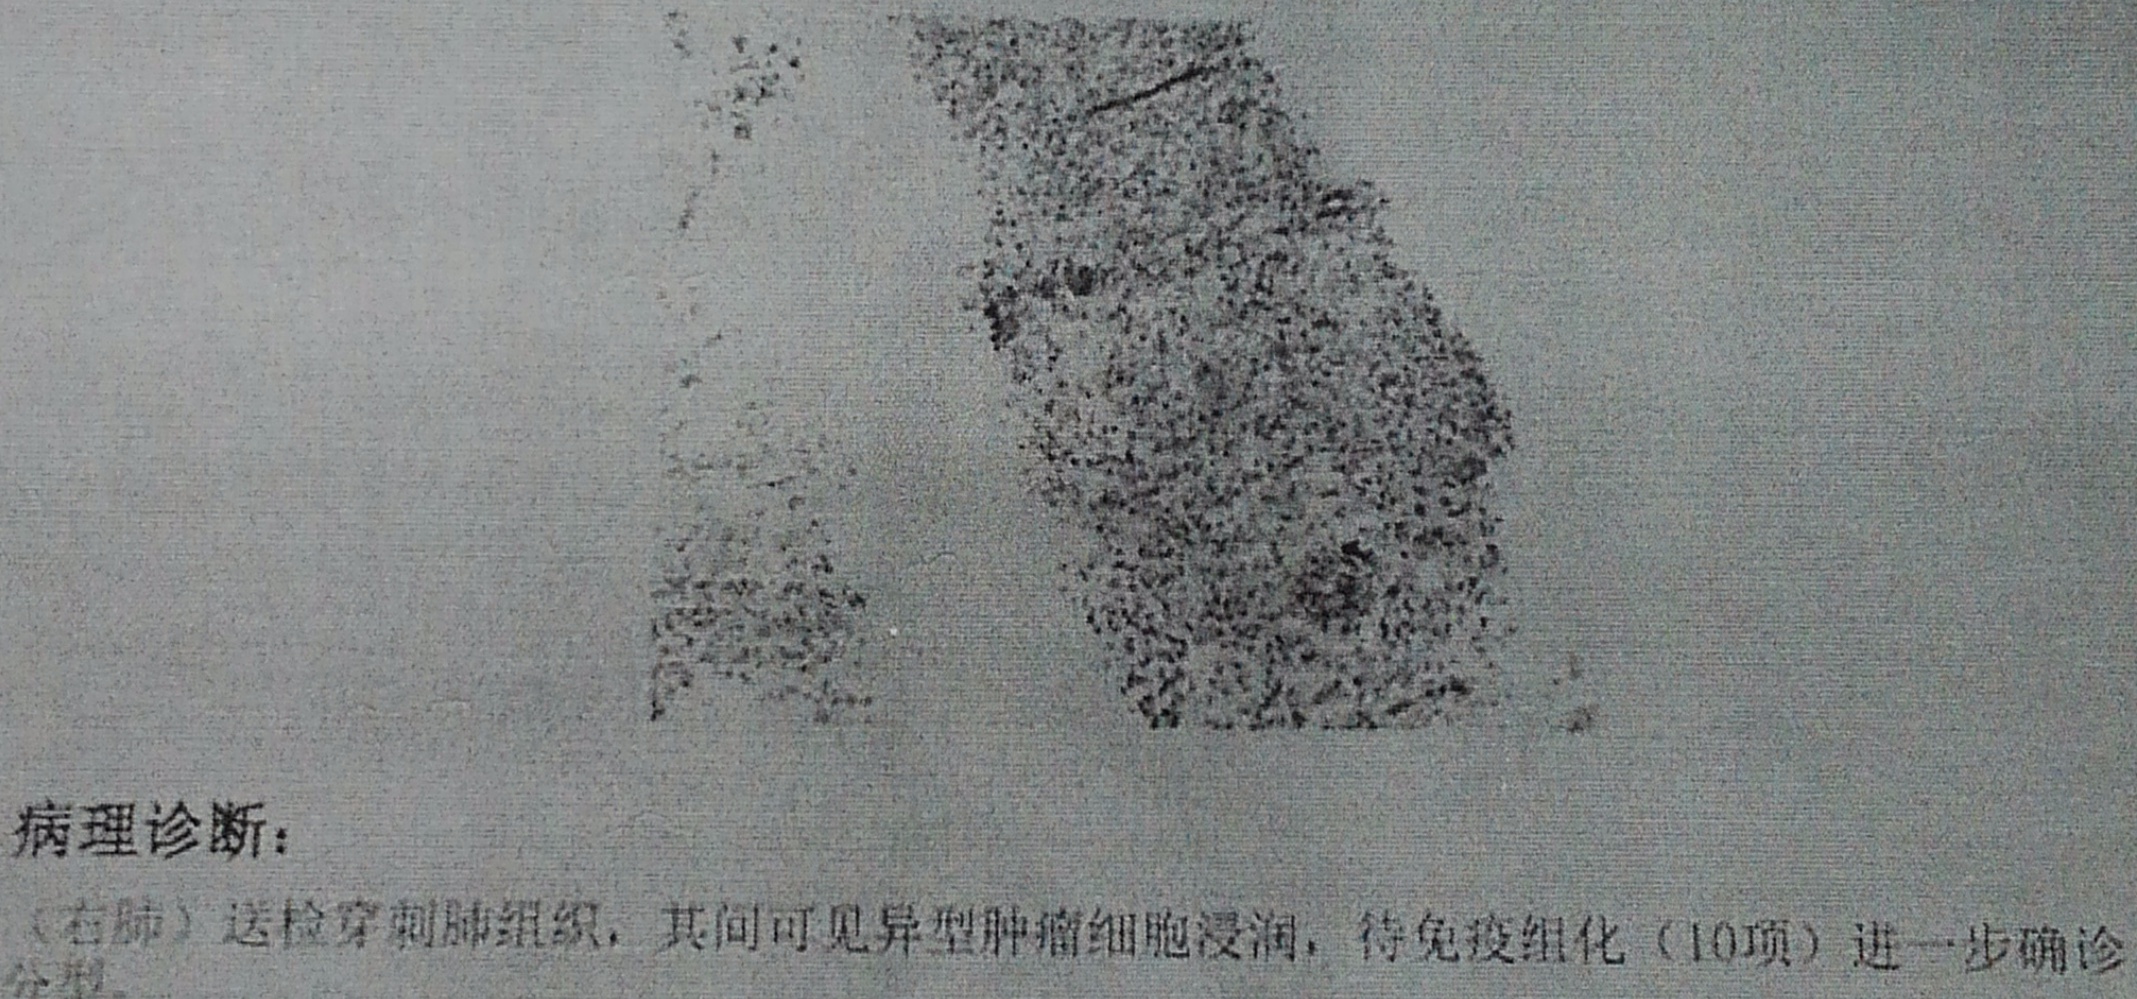 病理诊断：
（右肺）送检穿刺肺组织，其间可见异型肿瘤细胞浸润，待免疫组化（10项）进一步确诊
分型。